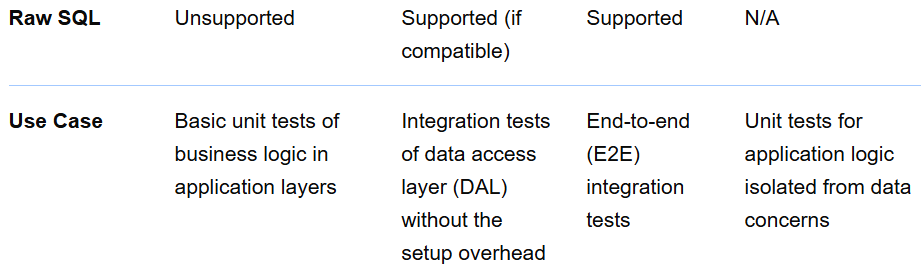 Raw SQL Unsupported Supported (if Supported N/A
compatible)
Use Case Basic unit tests of Integration tests End-to-end Unit tests for
business logic in of data access (E2E) application logic
application layers layer (DAL) integration isolated from data
without the tests concerns
setup overhead